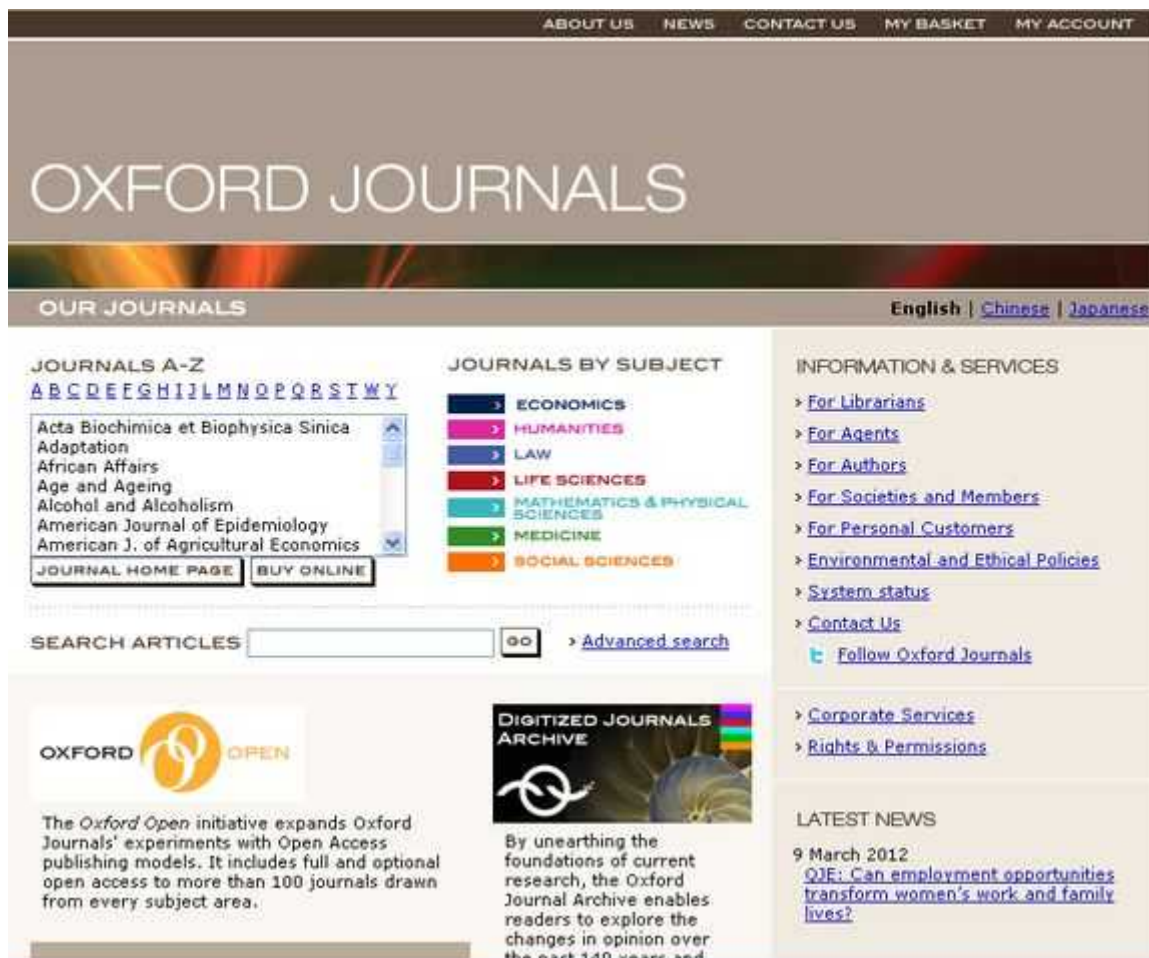 ABOUT US NEWS CONTACT US MY BASKET MY ACCOUNT
OXFORD JOURNALS
OUR JOURNALS
English | Chinese | Japanese
JOURNALS A-Z
A B C D E F G H I J L M N O P Q R S T W Y
Acta Biochimica et Biophysica Sinica
Adaptation
African Affairs
Age and Ageing
Alcohol and Alcoholism
American Journal of Epidemiology
American J. of Agricultural Economics
JOURNAL HOME PAGE BUY ONLINE
JOURNALS BY SUBJECT
ECONOMICS
HUMANITIES
LAW
LIFE SCIENCES
MATHEMATICS & PHYSICAL
SCIENCES
MEDICINE
SOCIAL SCIENCES
SEARCH ARTICLES GO › Advanced search
OXFORD OPEN
The Oxford Open initiative expands Oxford
Journals' experiments with Open Access
publishing models. It includes full and optional
open access to more than 100 journals drawn
from every subject area.
DIGITIZED JOURNALS
ARCHIVE
By unearthing the
foundations of current
research, the Oxford
Journal Archive enables
readers to explore the
changes in opinion over
the past 149 years and
INFORMATION & SERVICES
› For Librarians
› For Agents
› For Authors
› For Societies and Members
› For Personal Customers
› Environmental and Ethical Policies
› System status
› Contact Us
Follow Oxford Journals
› Corporate Services
› Rights & Permissions
LATEST NEWS
9 March 2012
QJE: Can employment opportunities
transform women's work and family
lives?